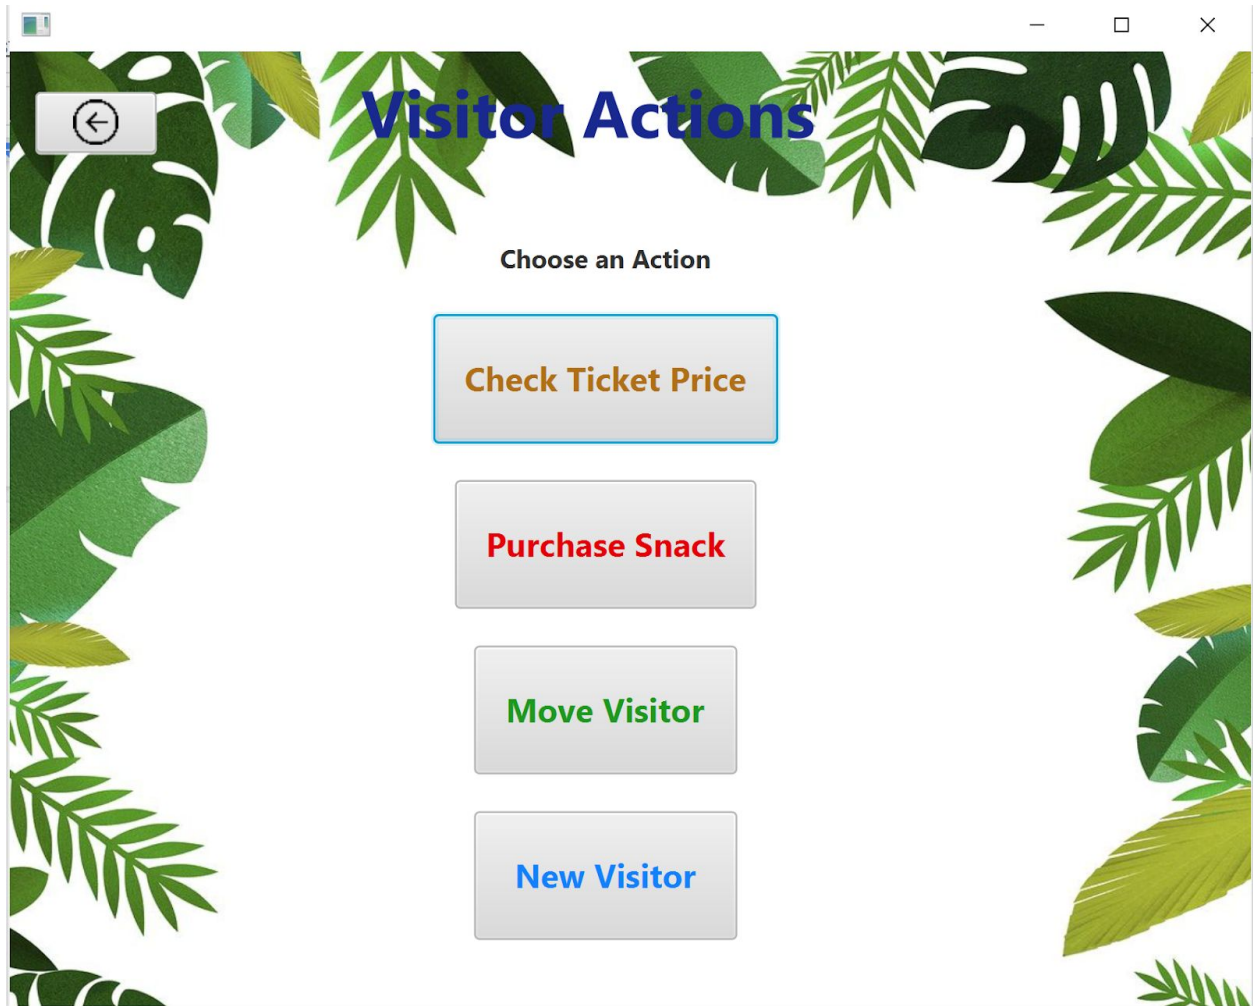 Visitor Actions
Choose an Action
Check Ticket Price
Purchase Snack
Move Visitor
New Visitor